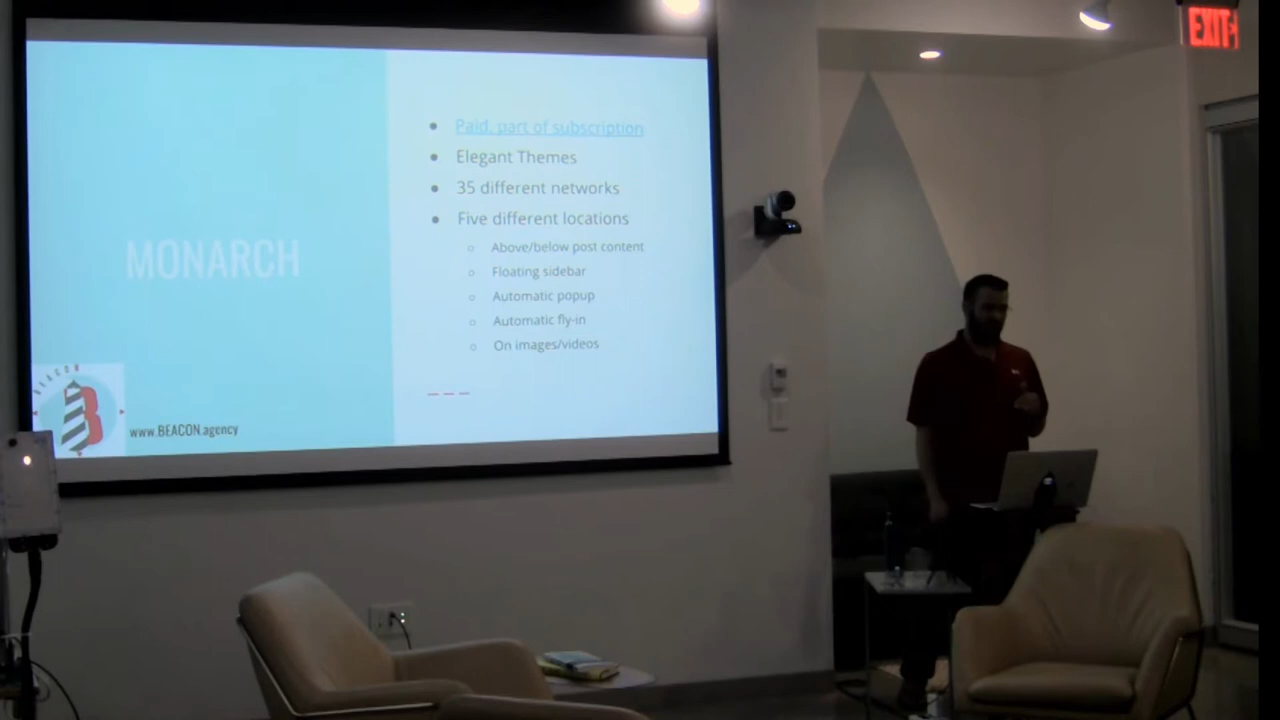 EXIT
Paid, part of subscription
Elegant Themes
35 different networks
Five different locations
Above/below post content
Floating sidebar
Automatic popup
Automatic fly-in
On images/videos
MONARCH
BEACON
B
www.BEACON.agency